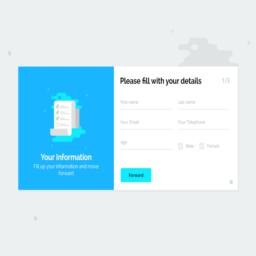 Please fill with your details
1/3
First name
Last name
Your Email
Your Telephone
Age
Male
Female
Your Information
Fill up your information and move
forward
Forward